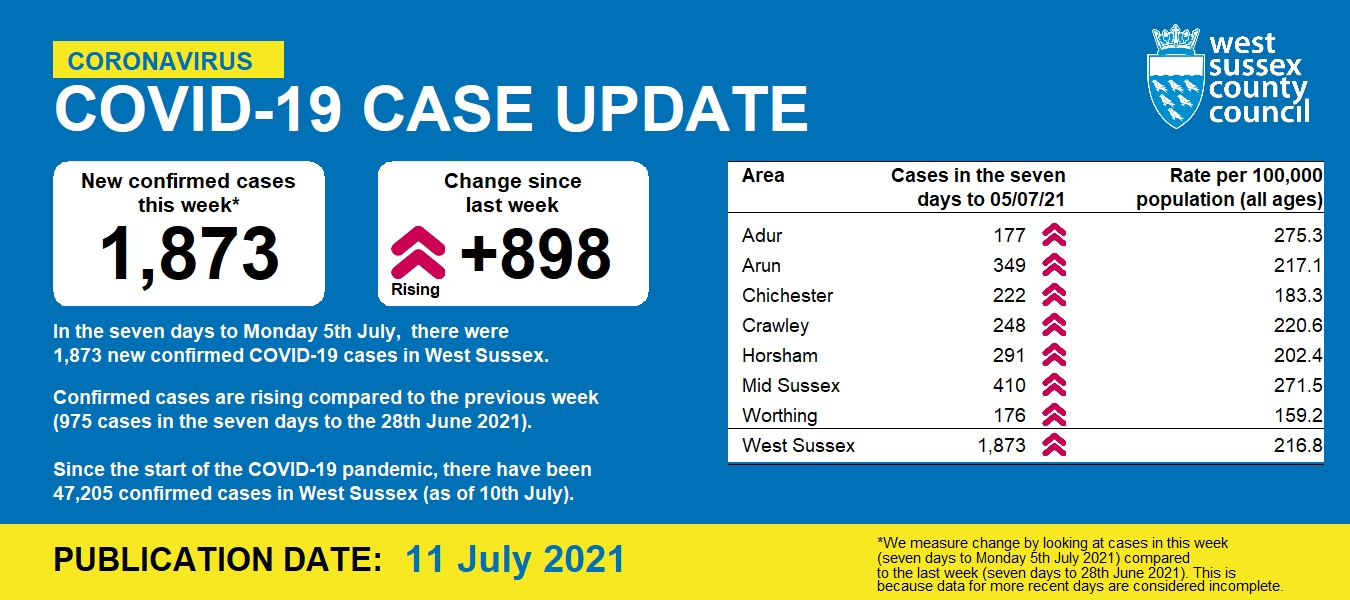 CORONAVIRUS
COVID-19 CASE UPDATE
west
sussex
county
council
New confirmed cases
this week*
1,873
Change since
last week
+898
Rising
In the seven days to Monday 5th July,  there were
1,873 new confirmed COVID-19 cases in West Sussex.
Confirmed cases are rising compared to the previous week
(975 cases in the seven days to the 28th June 2021).
Since the start of the COVID-19 pandemic, there have been
47,205 confirmed cases in West Sussex (as of 10th July).
Area Cases in the seven Rate per 100,000
days to 05/07/21 population (all ages)
Adur 177 275.3
Arun 349 217.1
Chichester 222 183.3
Crawley 248 220.6
Horsham 291 202.4
Mid Sussex 410 271.5
Worthing 176 159.2
West Sussex 1,873 216.8
PUBLICATION DATE: 11 July 2021
*We measure change by looking at cases in this week
(seven days to Monday 5th July 2021) compared
to the last week (seven days to 28th June 2021). This is
because data for more recent days are considered incomplete.